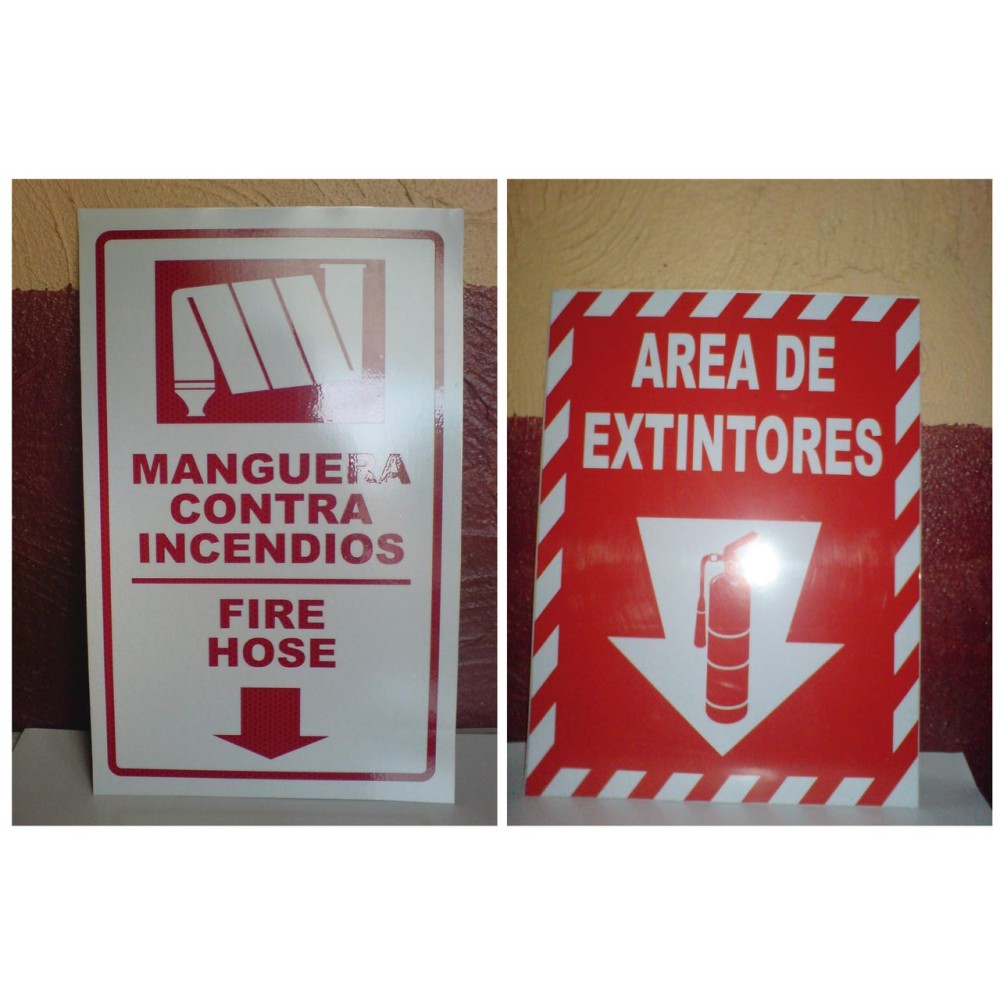 MANGUERA
CONTRA
INCENDIOS
FIRE
HOSE
AREA DE
EXTINTORES